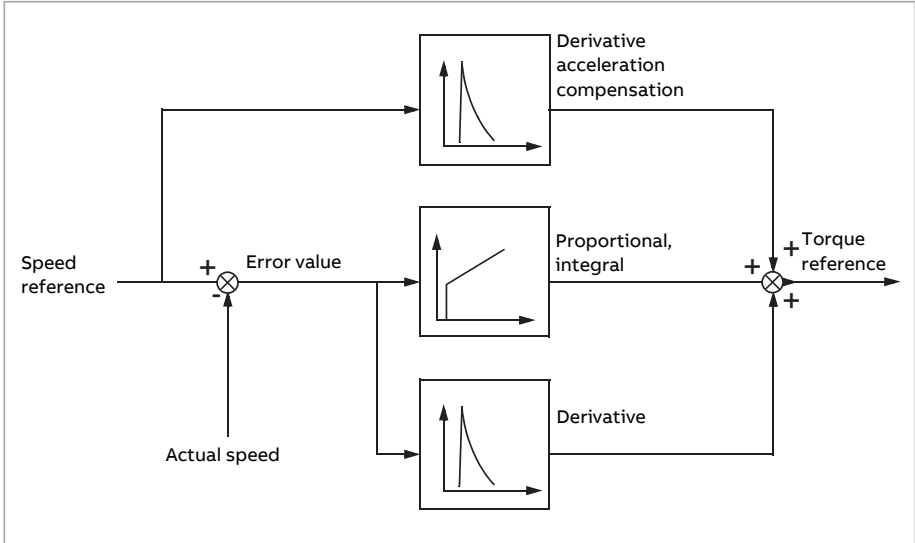 Derivative
acceleration
compensation
Speed
reference
+
-
Error value
Proportional,
integral
+
+
Torque
reference
+
Derivative
Actual speed